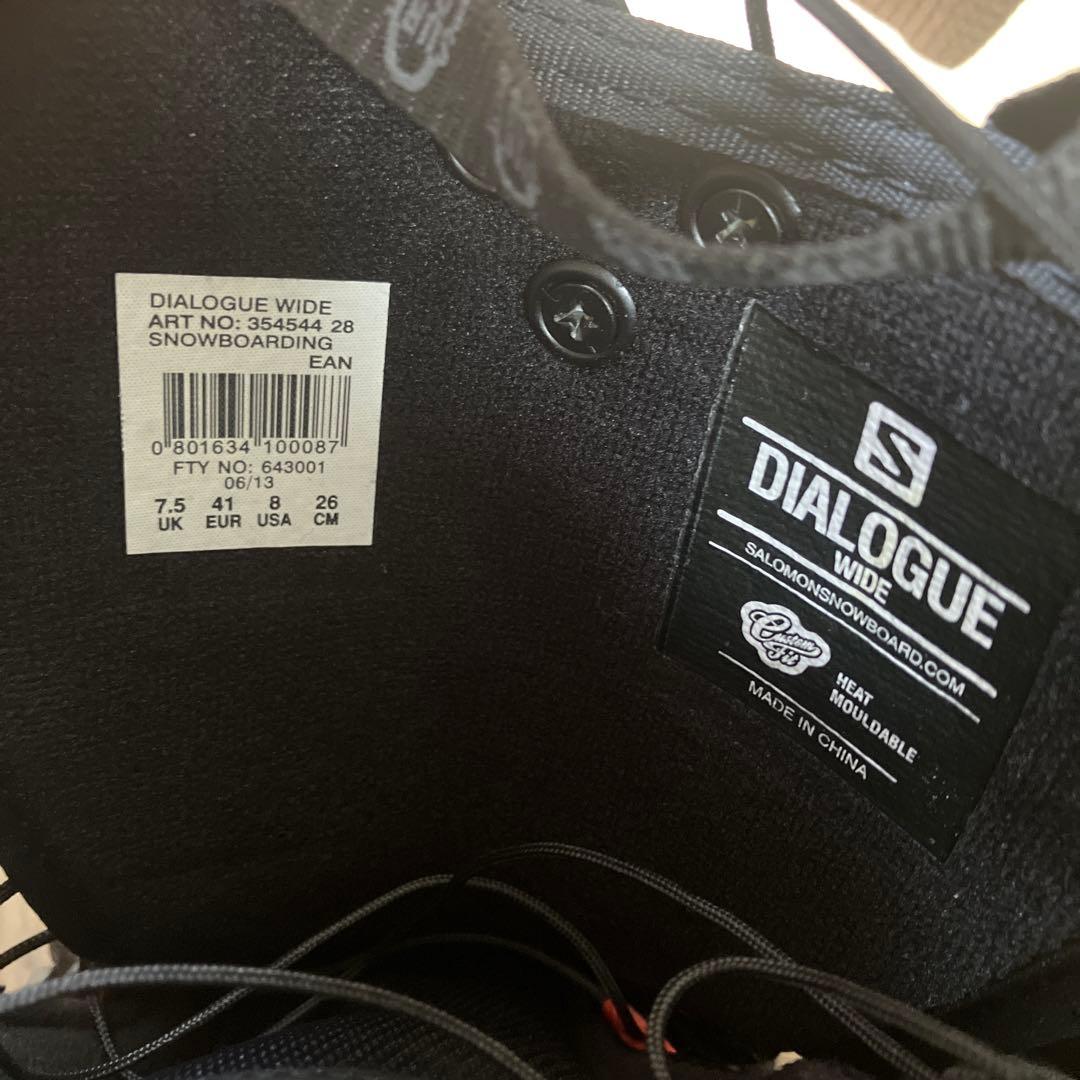 DIALOGUE WIDE
ART NO: 354544 28
SNOWBOARDING
EAN
0 801634 100087
FTY NO: 643001
06/13
7.5 41 8 26
UK EUR USA CM
S
DIALOGUE
WIDE
SALOMONSNOWBOARD.COM
Custom
Fit
HEAT
MOULDABLE
MADE IN CHINA